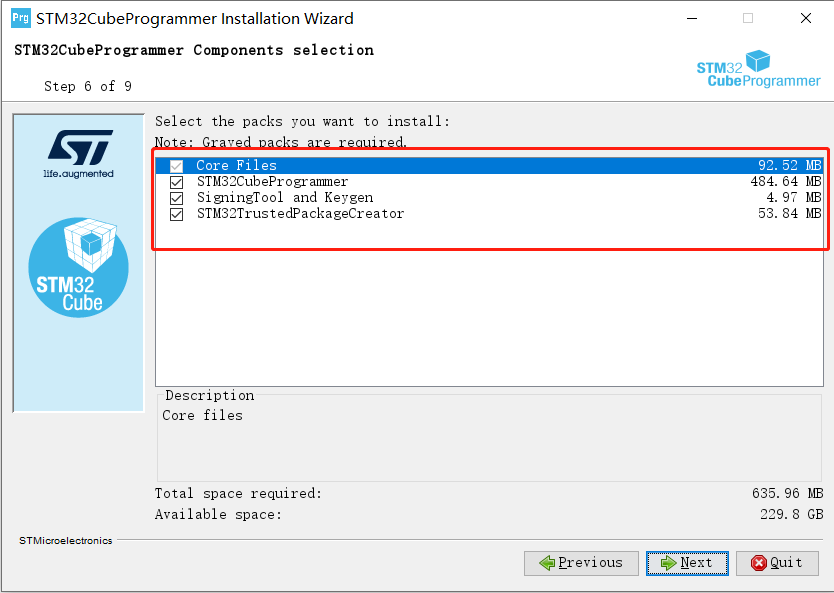 Prg STM32CubeProgrammer Installation Wizard
STM32CubeProgrammer Components selection
Step 6 of 9
STM32
CubeProgrammer
ST
life.augmented
STM32
Cube
Select the packs you want to install:
Note: Grayed packs are required.
Core Files 92.52 MB
STM32CubeProgrammer 484.64 MB
SigningTool and Keygen 4.97 MB
STM32TrustedPackageCreator 53.84 MB
Description
Core files
Total space required: 635.96 MB
Available space: 229.8 GB
STMicroelectronics
Previous Next Quit